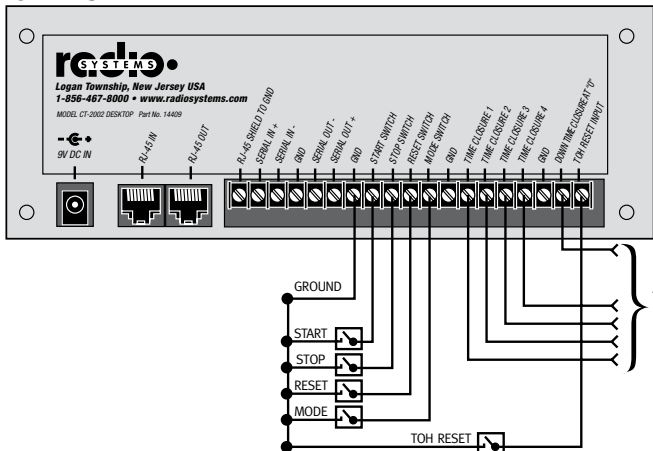 radio
SYSTEMS
Logan Township, New Jersey USA
1-856-467-8000 • www.radiosystems.com
MODEL CT-2002 DESKTOP Part No. 14409
9V DC IN
RJ-45 IN
RJ-45 OUT
RJ-45 SHIELD TO GND
SERIAL IN +
SERIAL IN -
GND
SERIAL OUT -
SERIAL OUT +
GND
START SWITCH
STOP SWITCH
RESET SWITCH
MODE SWITCH
GND
TIME CLOSURE 1
TIME CLOSURE 2
TIME CLOSURE 3
TIME CLOSURE 4
GND
DOWN TIME CLOSURE AT "0"
TOH RESET INPUT
GROUND
START
STOP
RESET
MODE
TOH RESET